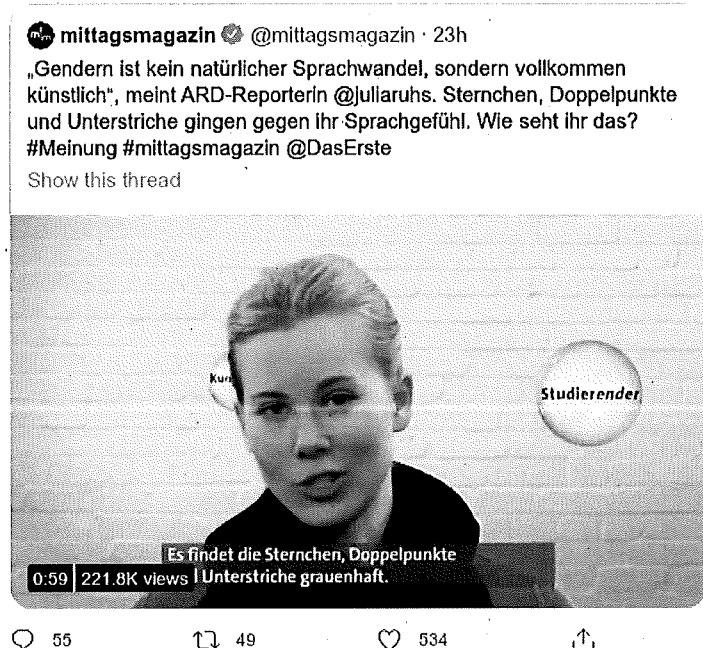 mittagsmagazin @mittagsmagazin · 23h
„Gendern ist kein natürlicher Sprachwandel, sondern vollkommen
künstlich“, meint ARD-Reporterin @juliaruhs. Sternchen, Doppelpunkte
und Unterstriche gingen gegen ihr Sprachgefühl. Wie seht ihr das?
#Meinung #mittagsmagazin @DasErste
Show this thread
Studierender
Es findet die Sternchen, Doppelpunkte
Unterstriche grauenhaft.
0:59 221.8K views
55 49 534